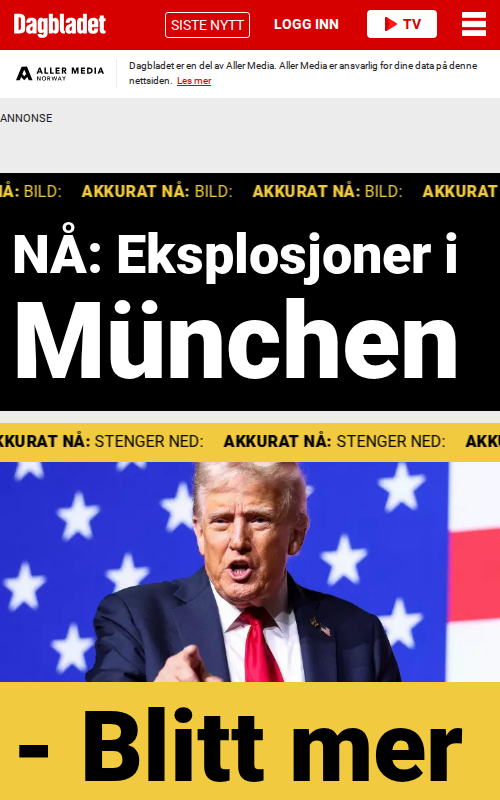 Dagbladet SISTE NYTT LOGG INN TV
ALLER MEDIA
NORWAY
Dagbladet er en del av Aller Media. Aller Media er ansvarlig for dine data på denne
nettsiden. Les mer
ANNONSE
NÅ: BILD: AKKURAT NÅ: BILD: AKKURAT NÅ: BILD: AKKURAT
NÅ: Eksplosjoner i
München
KKURAT NÅ: STENGER NED: AKKURAT NÅ: STENGER NED: AKKU
- Blitt mer